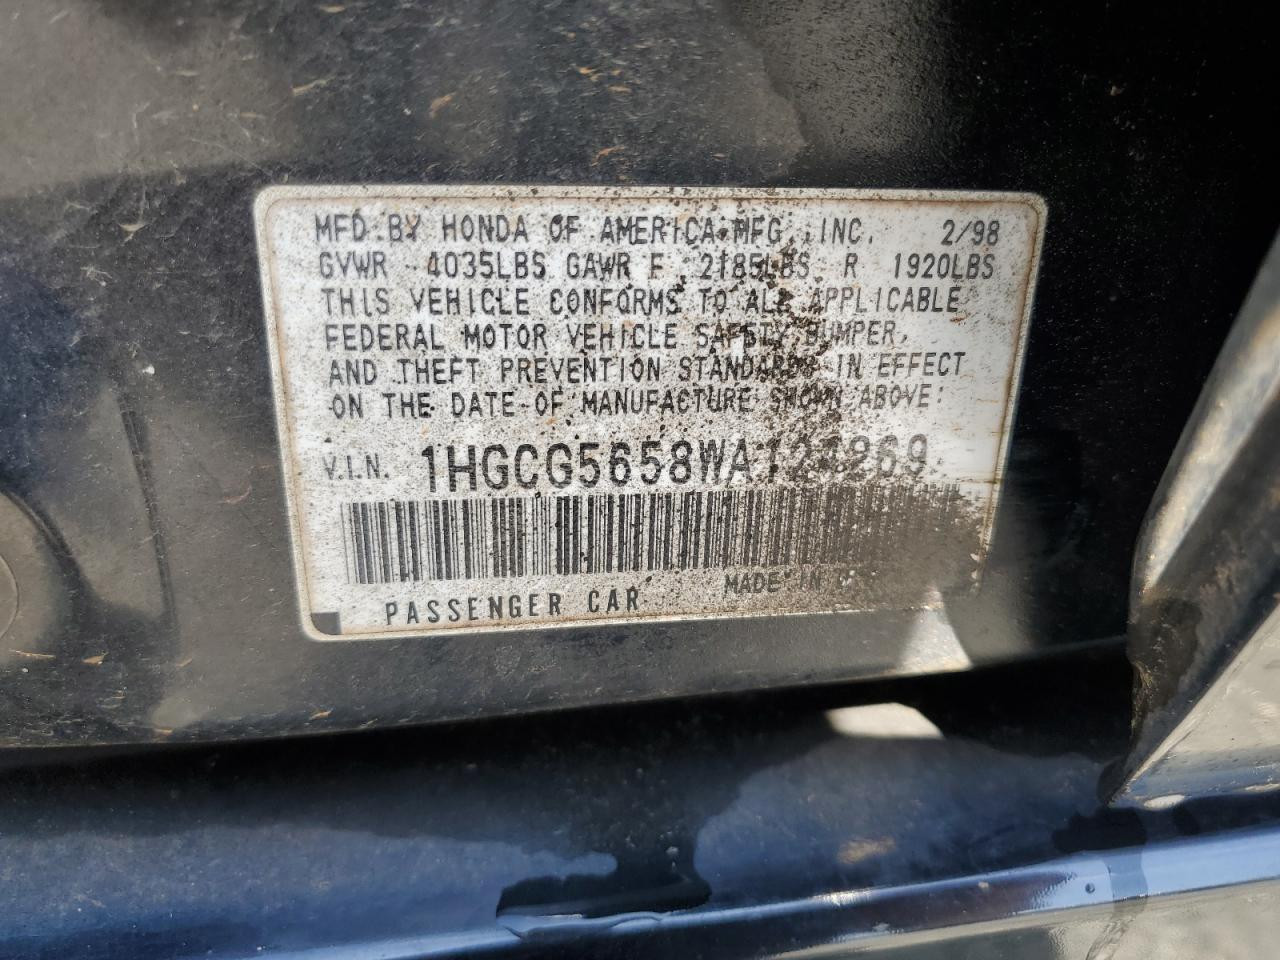 MFD. BY HONDA OF AMERICA MFG., INC. 2/98
GVWR 4035LBS GAWR F 2185LBS R 1920LBS
THIS VEHICLE CONFORMS TO ALL APPLICABLE
FEDERAL MOTOR VEHICLE SAFETY, BUMPER,
AND THEFT PREVENTION STANDARDS IN EFFECT
ON THE DATE OF MANUFACTURE SHOWN ABOVE:
V.I.N. 1HGCG5658WA124269
MADE IN
PASSENGER CAR